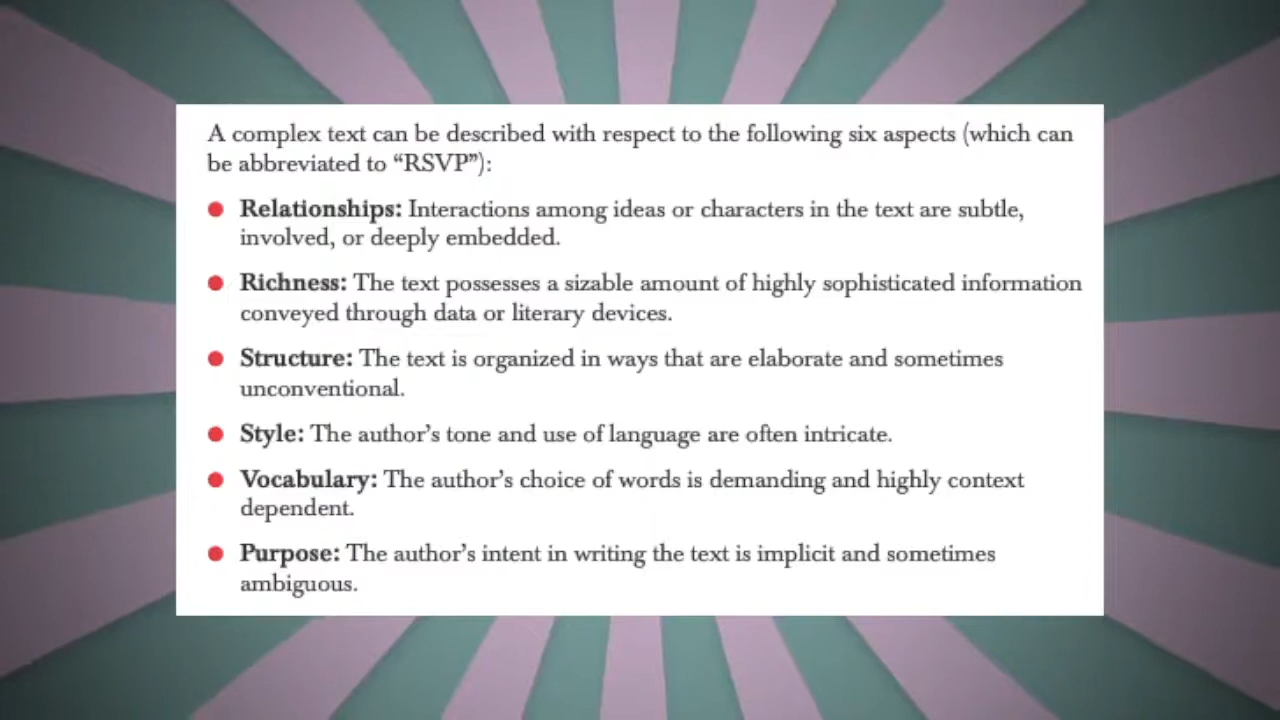 A complex text can be described with respect to the following six aspects (which can
be abbreviated to “RSVP”):
● Relationships: Interactions among ideas or characters in the text are subtle,
involved, or deeply embedded.
● Richness: The text possesses a sizable amount of highly sophisticated information
conveyed through data or literary devices.
● Structure: The text is organized in ways that are elaborate and sometimes
unconventional.
● Style: The author’s tone and use of language are often intricate.
● Vocabulary: The author’s choice of words is demanding and highly context
dependent.
● Purpose: The author’s intent in writing the text is implicit and sometimes
ambiguous.